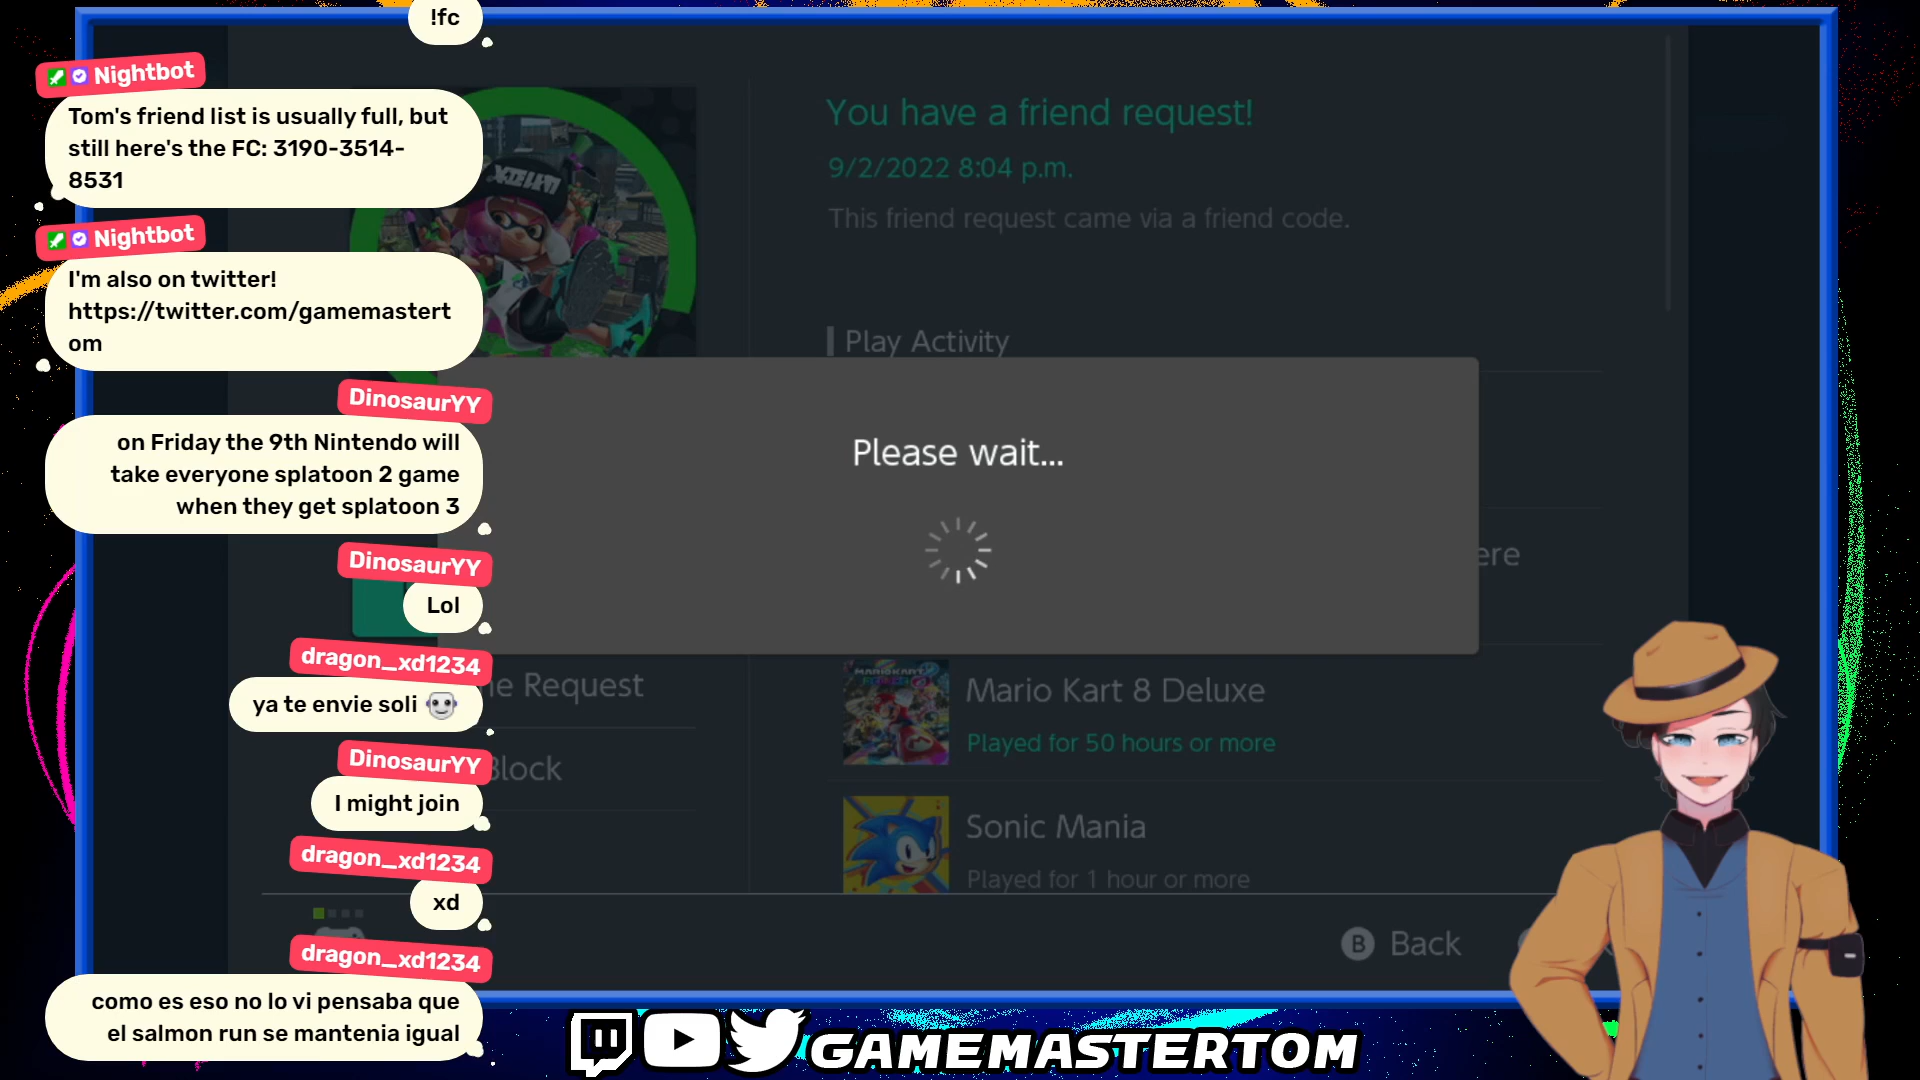 !fc
Nightbot
Tom's friend list is usually full, but
still here's the FC: 3190-3514-
8531
Nightbot
I'm also on twitter!
https://twitter.com/gamemastert
om
DinosaurYY
on Friday the 9th Nintendo will
take everyone splatoon 2 game
when they get splatoon 3
DinosaurYY
Lol
dragon_xd1234
ya te envie soli
DinosaurYY
I might join
dragon_xd1234
xd
dragon_xd1234
como es eso no lo vi pensaba que
el salmon run se mantenia igual
You have a friend request!
9/2/2022 8:04 p.m.
This friend request came via a friend code.
Play Activity
Please wait...
Request
Block
Mario Kart 8 Deluxe
Played for 50 hours or more
Sonic Mania
Played for 1 hour or more
B Back
GAMEMASTERTOM